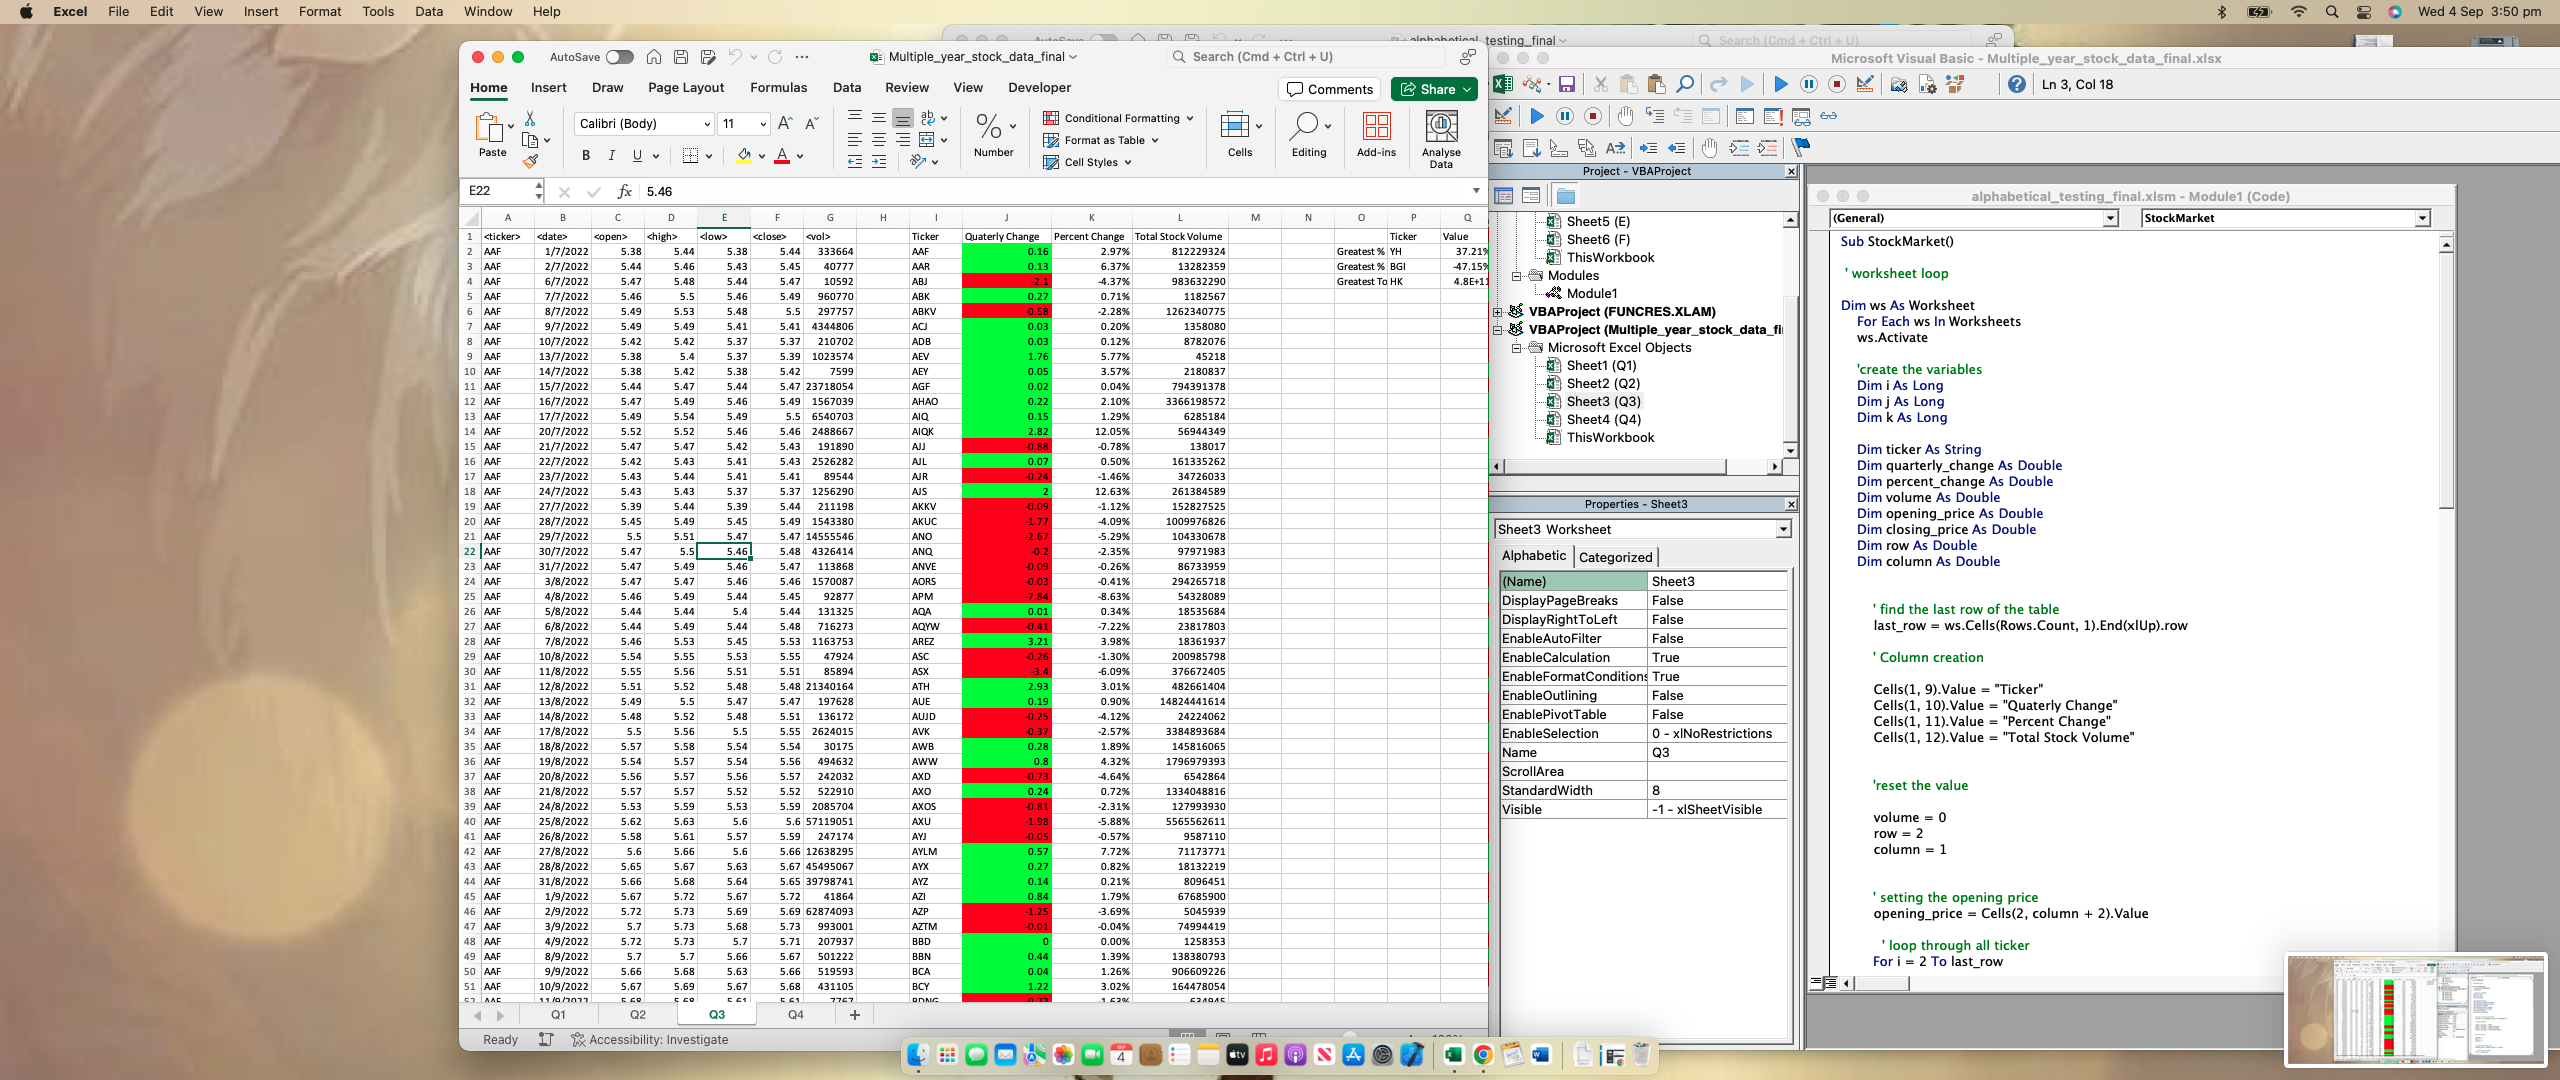 Excel File Edit View Insert Format Tools Data Window Help
Wed 4 Sep 3:50 pm
AutoSave
Multiple_year_stock_data_final
Search (Cmd + Ctrl + U)
Home Insert Draw Page Layout Formulas Data Review View Developer
Comments
Share
Paste
Calibri (Body)
11
B I U
Number
Conditional Formatting
Format as Table
Cell Styles
Cells
Editing
Add-ins
Analyse
Data
E22
fx 5.46
A B C D E F G H I J K L M N O P Q
1 <ticker> <date> <open> <high> <low> <close> <vol> Ticker Quaterly Change Percent Change Total Stock Volume Ticker Value
2 AAF 1/7/2022 5.38 5.44 5.38 5.44 333664 AAF 0.16 2.97% 812229324 Greatest % YH 37.21%
3 AAF 2/7/2022 5.44 5.46 5.43 5.45 40777 AAR 0.13 6.37% 13282359 Greatest % BGI -47.15%
4 AAF 6/7/2022 5.47 5.48 5.44 5.47 10592 ABJ -2.1 -4.37% 983632290 Greatest To HK 4.8E+11
5 AAF 7/7/2022 5.46 5.5 5.46 5.49 960770 ABK 0.27 0.71% 1182567
6 AAF 8/7/2022 5.49 5.53 5.48 5.5 297757 ABKV -0.58 -2.28% 1262340775
7 AAF 9/7/2022 5.49 5.49 5.41 5.41 4344806 ACJ 0.03 0.20% 1358080
8 AAF 10/7/2022 5.42 5.42 5.37 5.37 210702 ADB 0.03 0.12% 8782076
9 AAF 13/7/2022 5.38 5.4 5.37 5.39 1023574 AEV 1.76 5.77% 45218
10 AAF 14/7/2022 5.38 5.42 5.38 5.42 7599 AEY 0.05 3.57% 2180837
11 AAF 15/7/2022 5.44 5.47 5.44 5.47 23718054 AGF 0.02 0.04% 794391378
12 AAF 16/7/2022 5.47 5.49 5.46 5.49 1567039 AHAO 0.22 2.10% 3366198572
13 AAF 17/7/2022 5.49 5.54 5.49 5.5 6540703 AIQ 0.15 1.29% 6285184
14 AAF 20/7/2022 5.52 5.52 5.46 5.46 2488667 AIQK 2.82 12.05% 56944349
15 AAF 21/7/2022 5.47 5.47 5.42 5.43 191890 AJJ -0.88 -0.78% 138017
16 AAF 22/7/2022 5.42 5.43 5.41 5.43 2526282 AJL 0.07 0.50% 161335262
17 AAF 23/7/2022 5.43 5.44 5.41 5.41 89544 AJR -0.24 -1.46% 34726033
18 AAF 24/7/2022 5.43 5.43 5.37 5.37 1256290 AJS 2 12.63% 261384589
19 AAF 27/7/2022 5.39 5.44 5.39 5.44 211198 AKKV -0.09 -1.12% 152827525
20 AAF 28/7/2022 5.45 5.49 5.45 5.49 1543380 AKUC -1.77 -4.09% 1009976826
21 AAF 29/7/2022 5.5 5.51 5.47 5.47 14555546 ANO -2.67 -5.29% 104330678
22 AAF 30/7/2022 5.47 5.5 5.46 5.48 4326414 ANQ -0.2 -2.35% 97971983
23 AAF 31/7/2022 5.47 5.49 5.46 5.47 113868 ANVE -0.09 -0.26% 86733959
24 AAF 3/8/2022 5.47 5.47 5.46 5.46 1570087 AORS -0.03 -0.41% 294265718
25 AAF 4/8/2022 5.46 5.49 5.44 5.45 92877 APM -7.84 -8.63% 54328089
26 AAF 5/8/2022 5.44 5.44 5.4 5.44 131325 AQA 0.01 0.34% 18535684
27 AAF 6/8/2022 5.44 5.49 5.44 5.48 716273 AQYW -0.41 -7.22% 23817803
28 AAF 7/8/2022 5.46 5.53 5.45 5.53 1163753 AREZ 3.21 3.98% 18361937
29 AAF 10/8/2022 5.54 5.55 5.53 5.55 47924 ASC -0.26 -1.30% 200985798
30 AAF 11/8/2022 5.55 5.56 5.51 5.51 85894 ASX -3.4 -6.09% 376672405
31 AAF 12/8/2022 5.51 5.52 5.48 5.48 21340164 ATH 2.93 3.01% 482661404
32 AAF 13/8/2022 5.49 5.5 5.47 5.47 197628 AUE 0.19 0.90% 14824441614
33 AAF 14/8/2022 5.48 5.52 5.48 5.51 136172 AUJD -0.25 -4.12% 24224062
34 AAF 17/8/2022 5.5 5.56 5.5 5.55 2624015 AVK -0.37 -2.57% 3384893684
35 AAF 18/8/2022 5.57 5.58 5.54 5.54 30175 AWB 0.28 1.89% 145816065
36 AAF 19/8/2022 5.54 5.57 5.54 5.56 494632 AWW 0.8 4.32% 1796979393
37 AAF 20/8/2022 5.56 5.57 5.56 5.57 242032 AXD -0.73 -4.64% 6542864
38 AAF 21/8/2022 5.57 5.57 5.52 5.52 522910 AXO 0.24 0.72% 1334048816
39 AAF 24/8/2022 5.53 5.59 5.53 5.59 2085704 AXOS -0.81 -2.31% 127993930
40 AAF 25/8/2022 5.62 5.63 5.6 5.6 57119051 AXU -1.98 -5.88% 5565562611
41 AAF 26/8/2022 5.58 5.61 5.57 5.59 247174 AYJ -0.05 -0.57% 9587110
42 AAF 27/8/2022 5.6 5.66 5.6 5.66 12638295 AYLM 0.57 7.72% 71173771
43 AAF 28/8/2022 5.65 5.67 5.63 5.67 45495067 AYX 0.27 0.82% 18132219
44 AAF 31/8/2022 5.66 5.68 5.64 5.65 39798741 AYZ 0.14 0.21% 8096451
45 AAF 1/9/2022 5.67 5.72 5.67 5.72 41864 AZI 0.84 1.79% 67685900
46 AAF 2/9/2022 5.72 5.73 5.69 5.69 62874093 AZP -1.25 -3.69% 5045939
47 AAF 3/9/2022 5.7 5.73 5.68 5.73 993001 AZTM -0.01 -0.04% 74994419
48 AAF 4/9/2022 5.72 5.73 5.7 5.71 207937 BBD 0 0.00% 1258353
49 AAF 8/9/2022 5.7 5.7 5.66 5.67 501222 BBN 0.44 1.39% 138380793
50 AAF 9/9/2022 5.66 5.68 5.63 5.66 519593 BCA 0.04 1.26% 906609226
51 AAF 10/9/2022 5.67 5.69 5.67 5.68 431105 BCY 1.22 3.02% 164478054
Q1 Q2 Q3 Q4 +
Ready
Accessibility: Investigate
Microsoft Visual Basic - Multiple_year_stock_data_final.xlsx
Ln 3, Col 18
Project - VBAProject
Sheet5 (E)
Sheet6 (F)
ThisWorkbook
Modules
Module1
VBAProject (FUNCRES.XLAM)
VBAProject (Multiple_year_stock_data_fi
Microsoft Excel Objects
Sheet1 (Q1)
Sheet2 (Q2)
Sheet3 (Q3)
Sheet4 (Q4)
ThisWorkbook
Properties - Sheet3
Sheet3 Worksheet
Alphabetic Categorized
(Name) Sheet3
DisplayPageBreaks False
DisplayRightToLeft False
EnableAutoFilter False
EnableCalculation True
EnableFormatConditions True
EnableOutlining False
EnablePivotTable False
EnableSelection 0 - xlNoRestrictions
Name Q3
ScrollArea
StandardWidth 8
Visible -1 - xlSheetVisible
alphabetical_testing_final.xlsm - Module1 (Code)
(General) StockMarket
Sub StockMarket()
' worksheet loop
Dim ws As Worksheet
For Each ws In Worksheets
ws.Activate
'create the variables
Dim i As Long
Dim j As Long
Dim k As Long
Dim ticker As String
Dim quarterly_change As Double
Dim percent_change As Double
Dim volume As Double
Dim opening_price As Double
Dim closing_price As Double
Dim row As Double
Dim column As Double
' find the last row of the table
last_row = ws.Cells(Rows.Count, 1).End(xlUp).row
' Column creation
Cells(1, 9).Value = "Ticker"
Cells(1, 10).Value = "Quaterly Change"
Cells(1, 11).Value = "Percent Change"
Cells(1, 12).Value = "Total Stock Volume"
'reset the value
volume = 0
row = 2
column = 1
' setting the opening price
opening_price = Cells(2, column + 2).Value
' loop through all ticker
For i = 2 To last_row